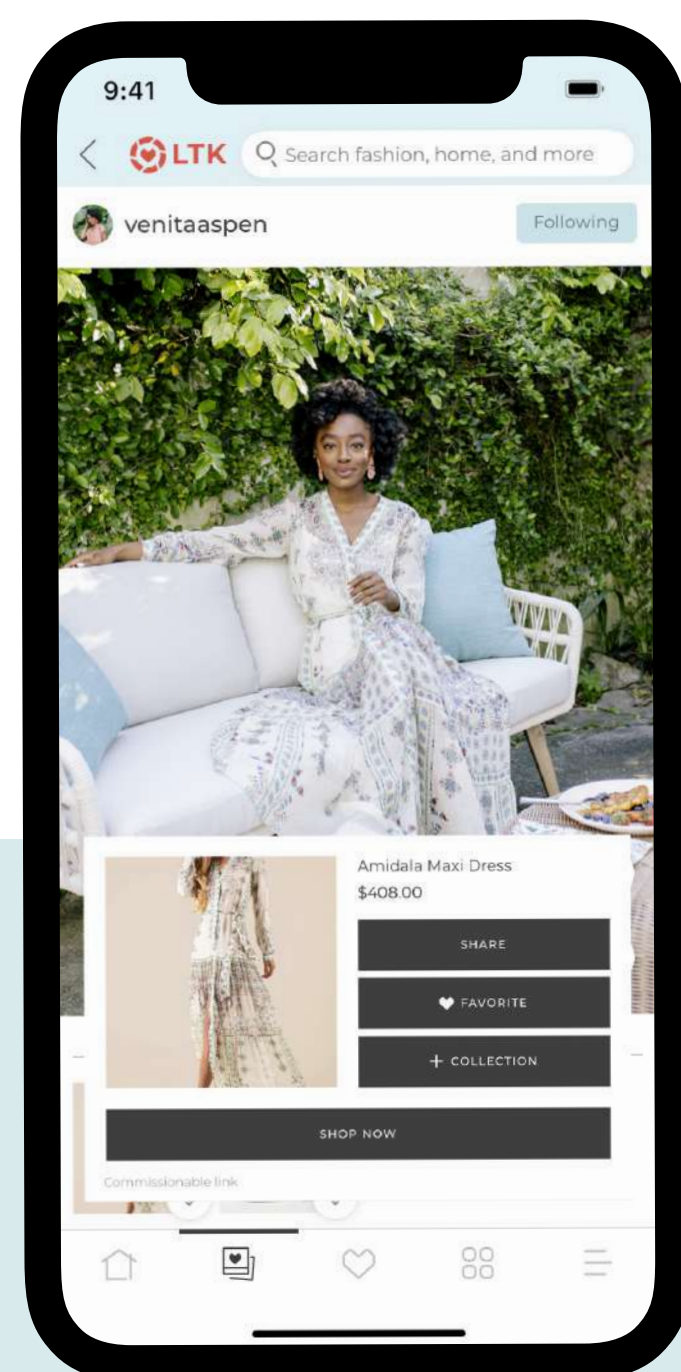 9:41
LTK
Search fashion, home, and more
venitaaspen
Following
Amidala Maxi Dress
$408.00
SHARE
FAVORITE
+ COLLECTION
SHOP NOW
Commissionable link